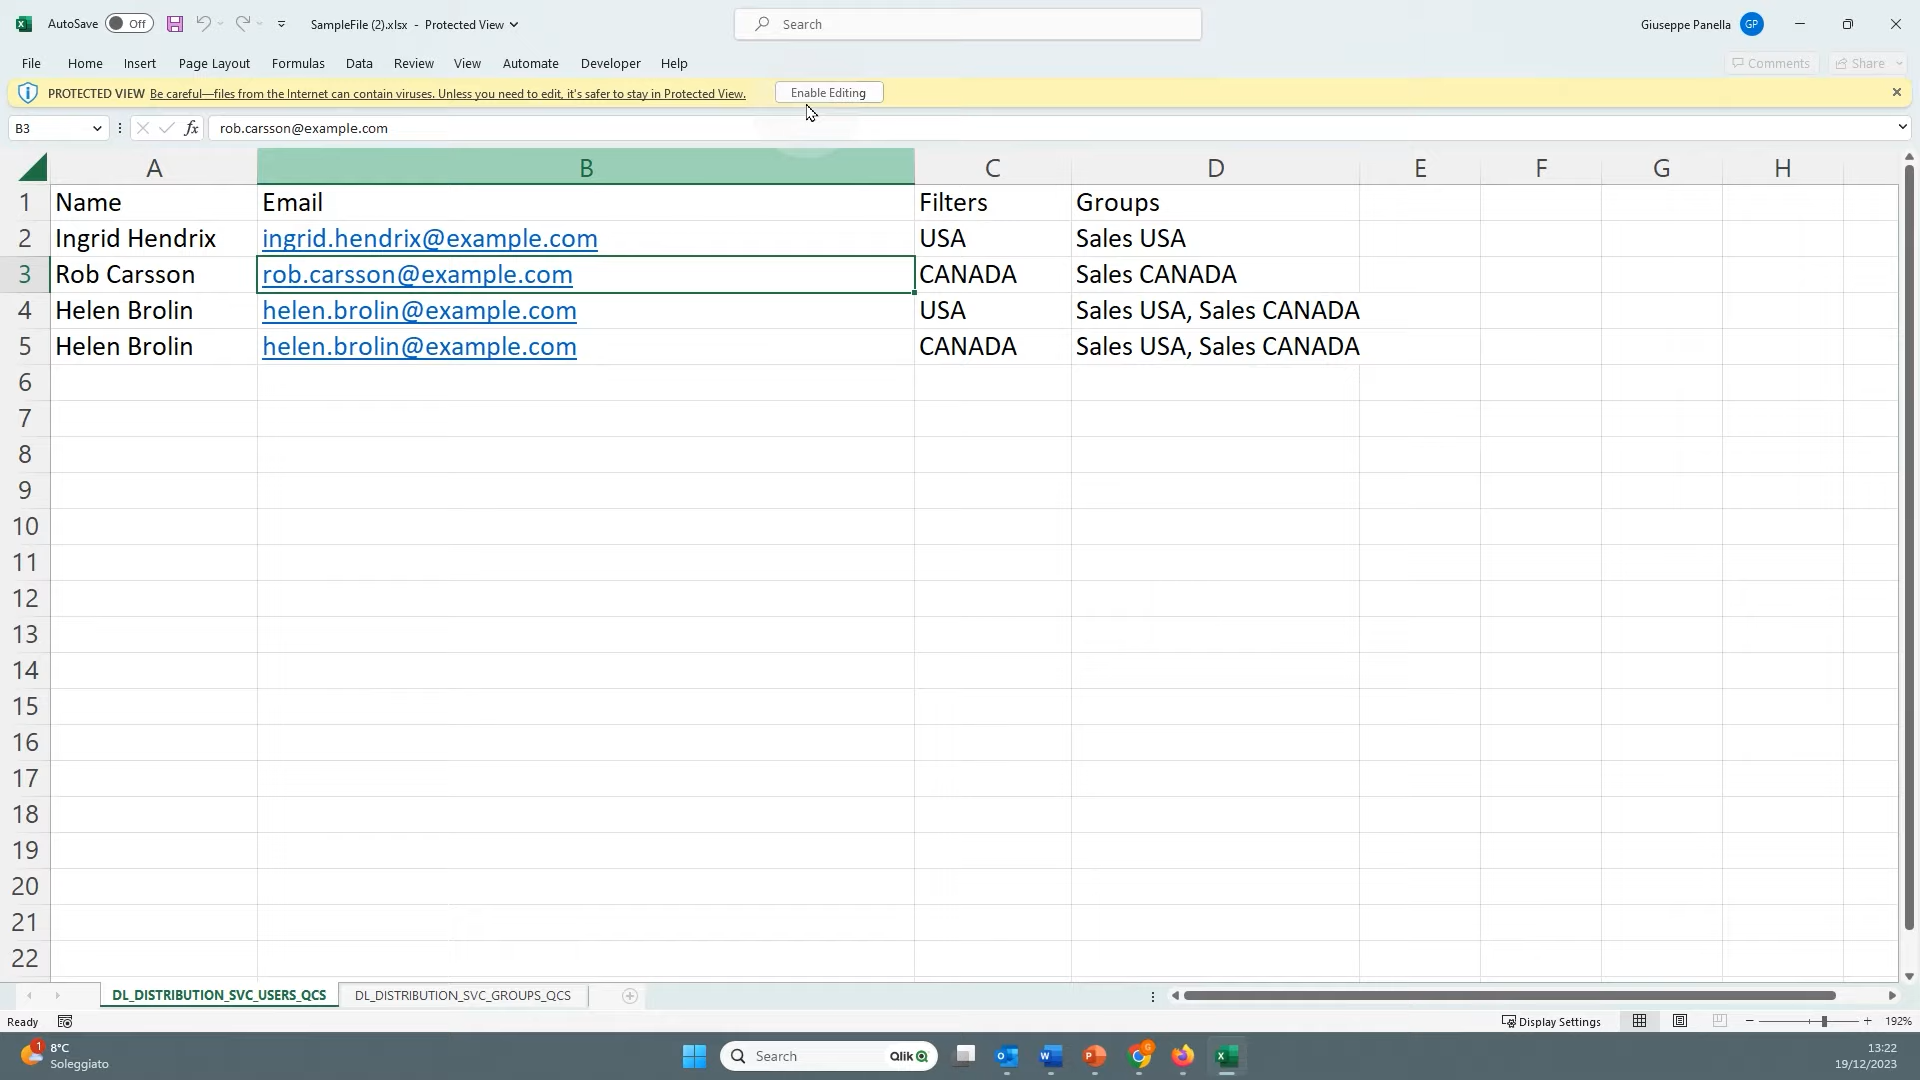 AutoSave Off SampleFile (2).xlsx - Protected View Search Giuseppe Panella GP
File Home Insert Page Layout Formulas Data Review View Automate Developer Help Comments Share
PROTECTED VIEW Be careful—files from the Internet can contain viruses. Unless you need to edit, it's safer to stay in Protected View. Enable Editing
B3 fx rob.carsson@example.com
A B C D E F G H
1 Name Email Filters Groups
2 Ingrid Hendrix ingrid.hendrix@example.com USA Sales USA
3 Rob Carsson rob.carsson@example.com CANADA Sales CANADA
4 Helen Brolin helen.brolin@example.com USA Sales USA, Sales CANADA
5 Helen Brolin helen.brolin@example.com CANADA Sales USA, Sales CANADA
6
7
8
9
10
11
12
13
14
15
16
17
18
19
20
21
22
DL_DISTRIBUTION_SVC_USERS_QCS DL_DISTRIBUTION_SVC_GROUPS_QCS
Ready Display Settings 192%
1 8°C Search Qlik G 13:22
Soleggiato 19/12/2023